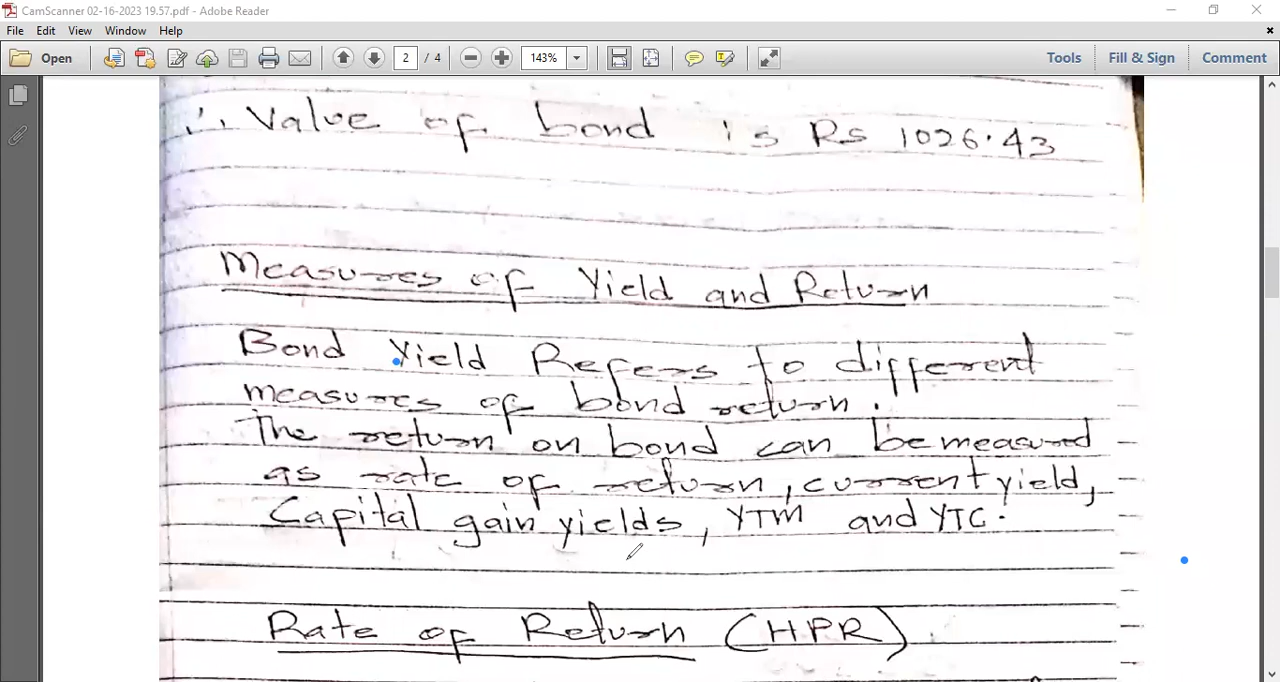 CamScanner 02-16-2023 19.57.pdf - Adobe Reader
File Edit View Window Help
Open 2 / 4 143% Tools Fill & Sign Comment
∴ Value of bond is Rs 1026.43
Measures of Yield and Return
Bond Yield Refers to different
measures of bond return.
The return on bond can be measured
as rate of return, current yield,
Capital gain yields, YTM and YTC.
Rate of Return (HPR)